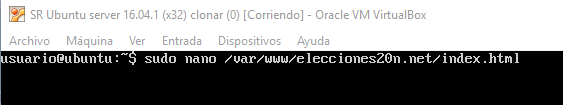 SR Ubuntu server 16.04.1 (x32) clonar (0) [Corriendo] - Oracle VM VirtualBox
Archivo Máquina Ver Entrada Dispositivos Ayuda
usuario@ubuntu:~$ sudo nano /var/www/elecciones20n.net/index.html